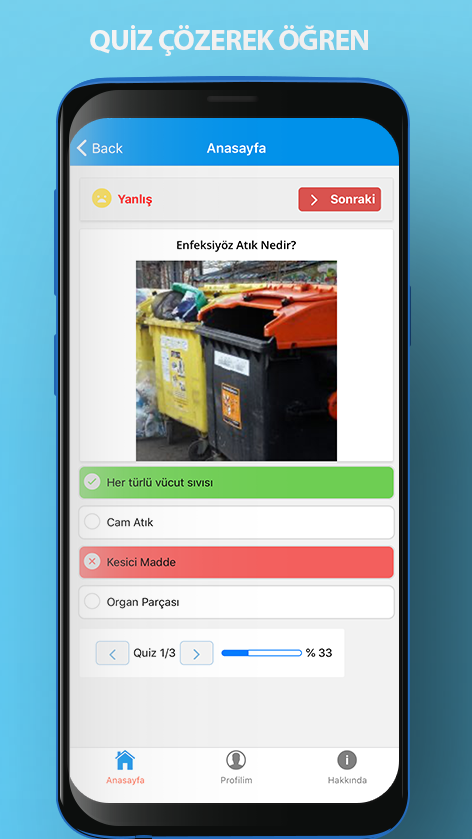 QUİZ ÇÖZEREK ÖĞREN
Back
Anasayfa
Yanlış
Sonraki
Enfeksiyöz Atık Nedir?
Her türlü vücut sıvısı
Cam Atık
Kesici Madde
Organ Parçası
Quiz 1/3
% 33
Anasayfa
Profilim
Hakkında